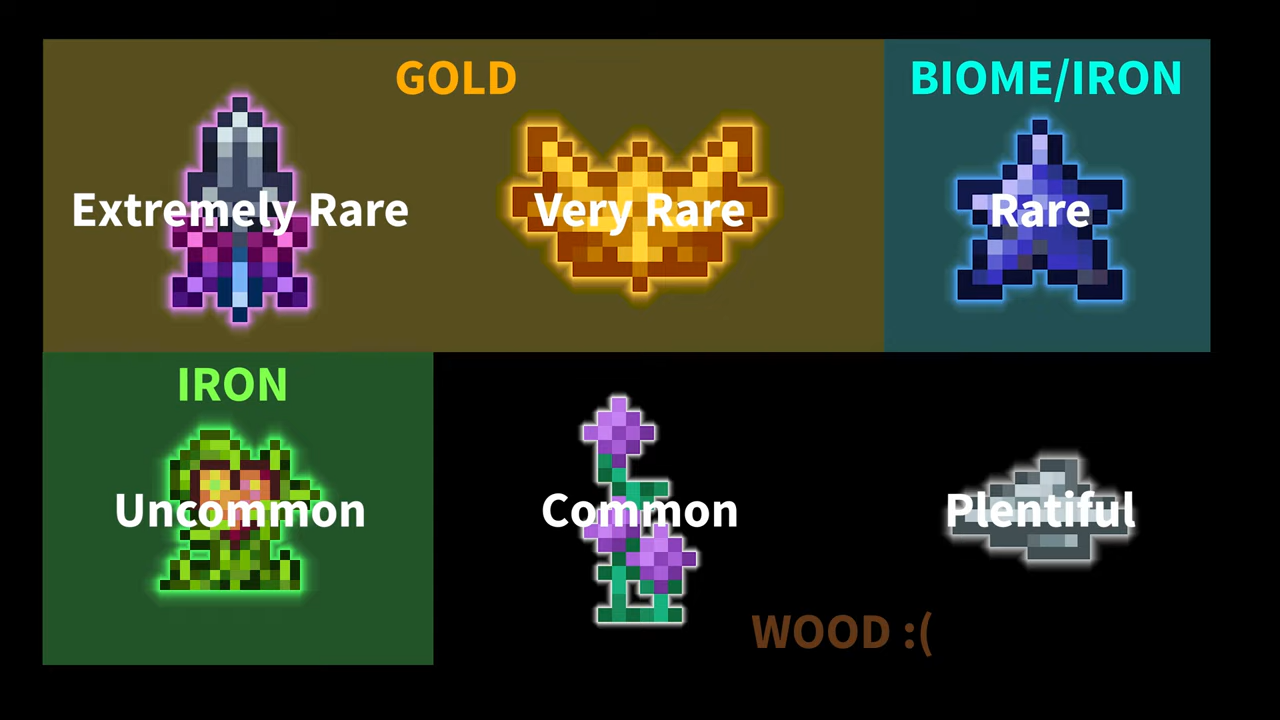 GOLD
BIOME/IRON
Extremely Rare
Very Rare
Rare
IRON
Uncommon
Common
Plentiful
WOOD :(